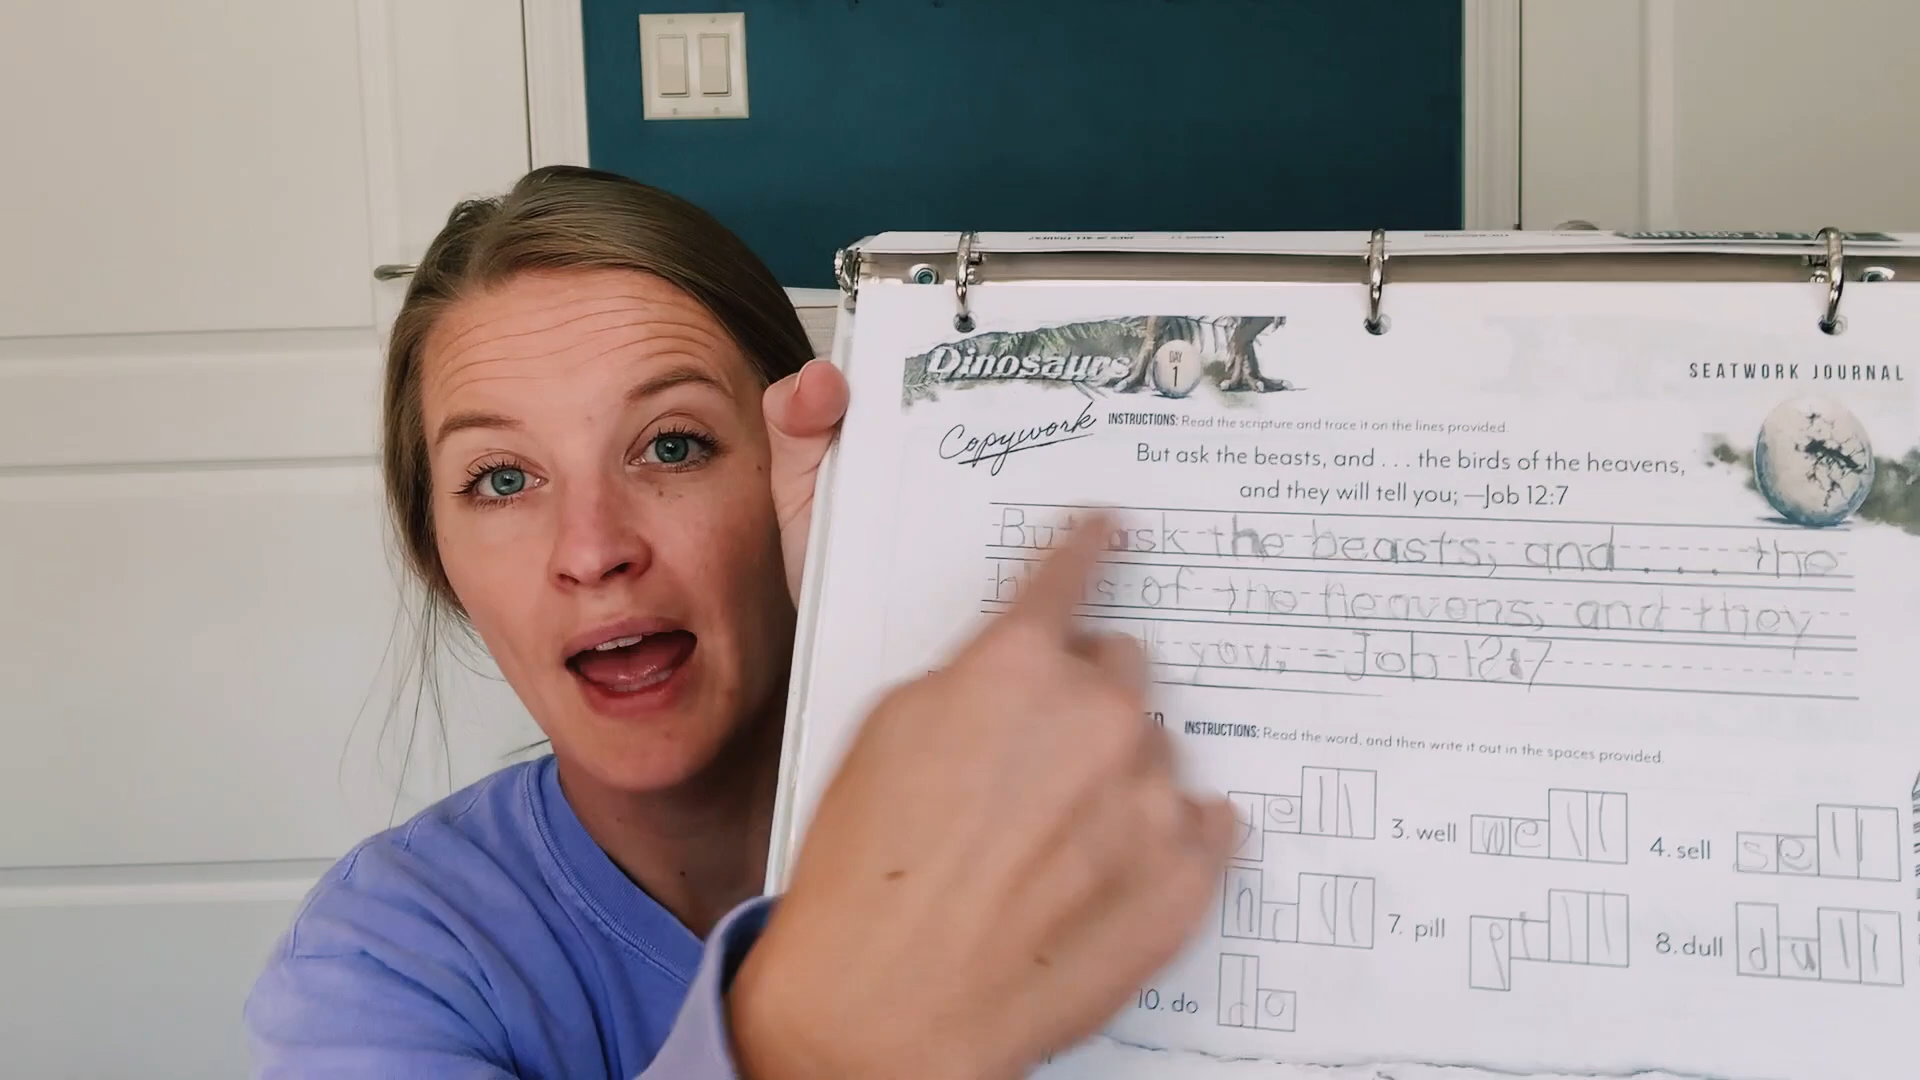 Dinosaurs DAY 1
SEATWORK JOURNAL
Copywork INSTRUCTIONS: Read the scripture and trace it on the lines provided.
But ask the beasts, and . . . the birds of the heavens,
and they will tell you; —Job 12:7
But ask the beasts, and . . . . the
of the heavens, and they
you; - Job 12:7
INSTRUCTIONS: Read the word, and then write it out in the spaces provided.
yell 3. well well 4. sell sell
hill 7. pill pill 8. dull dull
10. do do